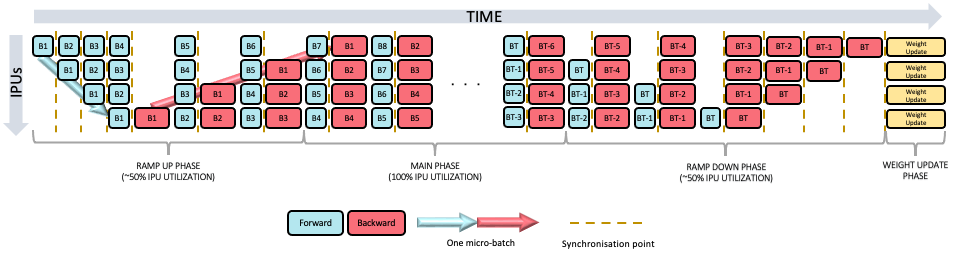 TIME
IPUs
B1 B2 B3 B4 B5 B6 B7 B1 B8 B2 BT BT-6 BT-5 BT-4 BT-3 BT-2 BT-1 BT Weight Update
B1 B2 B3 B4 B5 B1 B6 B2 B7 B3 BT-1 BT-5 BT BT-4 BT-3 BT-2 BT-1 BT Weight Update
B1 B2 B3 B1 B4 B2 B5 B3 B6 B4 BT-2 BT-4 BT-1 BT-3 BT BT-2 BT-1 BT Weight Update
B1 B1 B2 B2 B3 B3 B4 B4 B5 B5 BT-3 BT-3 BT-2 BT-2 BT-1 BT-1 BT BT Weight Update
. . .
RAMP UP PHASE
(~50% IPU UTILIZATION)
MAIN PHASE
(100% IPU UTILIZATION)
RAMP DOWN PHASE
(~50% IPU UTILIZATION)
WEIGHT UPDATE
PHASE
Forward
Backward
One micro-batch
Synchronisation point